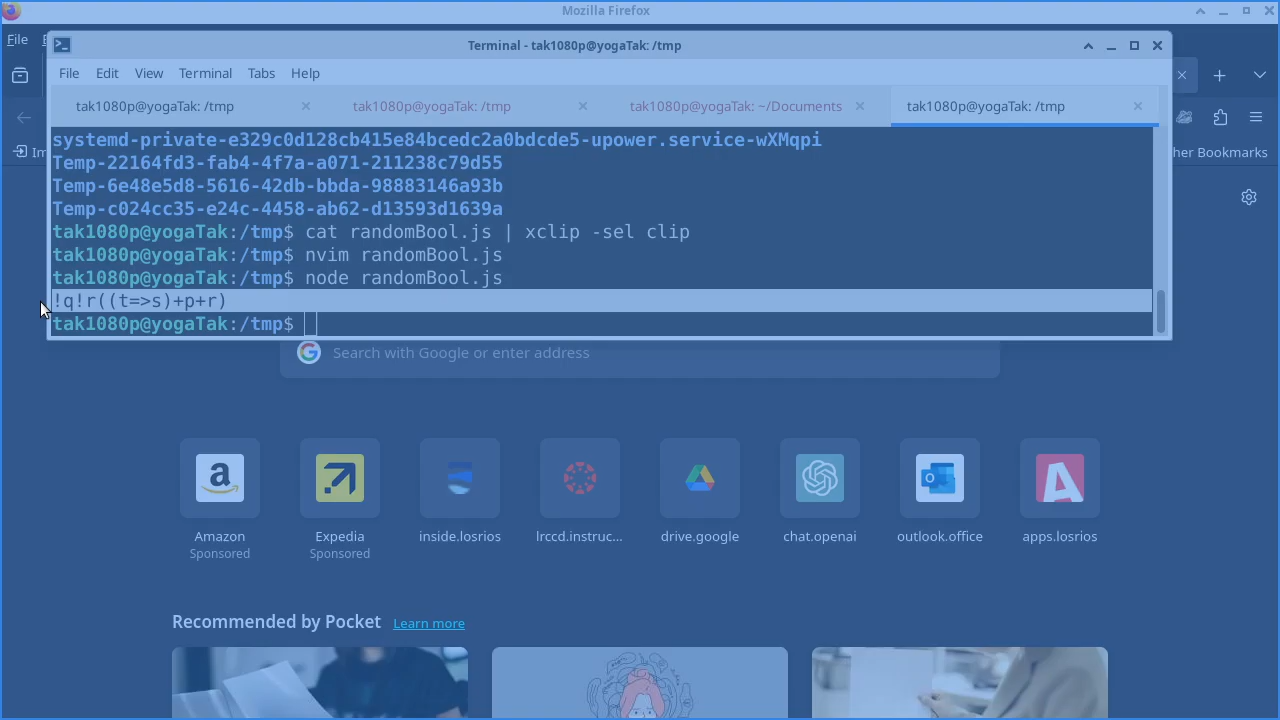 Mozilla Firefox
File
Terminal - tak1080p@yogaTak: /tmp
File Edit View Terminal Tabs Help
tak1080p@yogaTak: /tmp
tak1080p@yogaTak: /tmp
tak1080p@yogaTak: ~/Documents
tak1080p@yogaTak: /tmp
systemd-private-e329c0d128cb415e84bcedc2a0bdcde5-upower.service-wXMqpi
Temp-22164fd3-fab4-4f7a-a071-211238c79d55
Temp-6e48e5d8-5616-42db-bbda-98883146a93b
Temp-c024cc35-e24c-4458-ab62-d13593d1639a
tak1080p@yogaTak:/tmp$ cat randomBool.js | xclip -sel clip
tak1080p@yogaTak:/tmp$ nvim randomBool.js
tak1080p@yogaTak:/tmp$ node randomBool.js
!q!r((t=>s)+p+r)
tak1080p@yogaTak:/tmp$
Im
her Bookmarks
Search with Google or enter address
Amazon
Sponsored
Expedia
Sponsored
inside.losrios
lrccd.instruc...
drive.google
chat.openai
outlook.office
apps.losrios
Recommended by Pocket Learn more